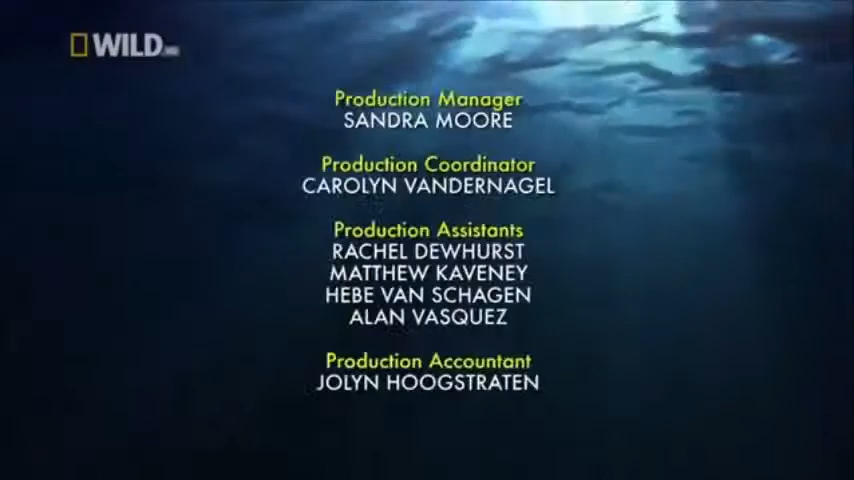 WILD HD
Production Manager
SANDRA MOORE
Production Coordinator
CAROLYN VANDERNAGEL
Production Assistants
RACHEL DEWHURST
MATTHEW KAVENEY
HEBE VAN SCHAGEN
ALAN VASQUEZ
Production Accountant
JOLYN HOOGSTRATEN